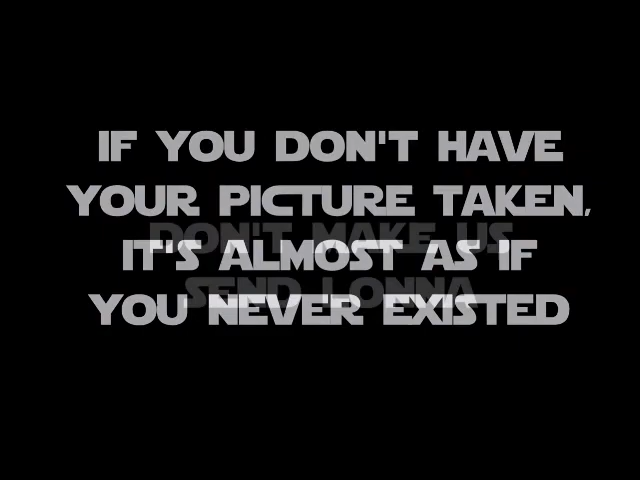 IF YOU DON'T HAVE
YOUR PICTURE TAKEN,
DON'T MAKE US
IT'S ALMOST AS IF
SEND LONNA
YOU NEVER EXISTED